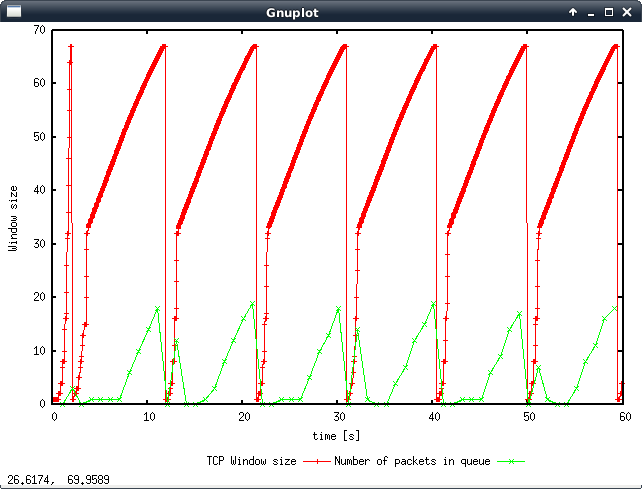 Gnuplot
70
60
50
40
30
20
10
0
Window size
0 10 20 30 40 50 60
time [s]
TCP Window size Number of packets in queue
26.6174, 69.9589